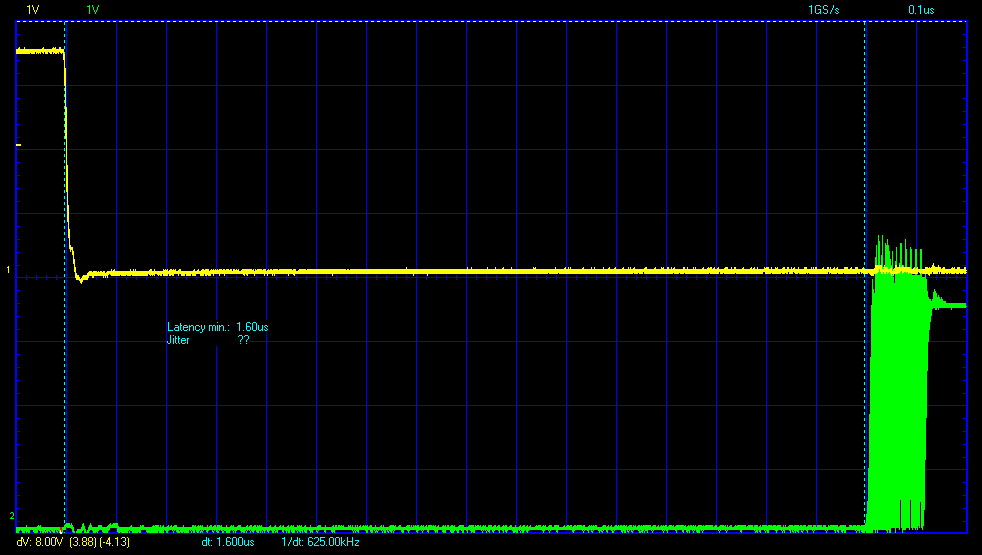 1V 1V 1GS/s 0.1us
1
Latency min.: 1.60us
Jitter ??
2
dV: 8.00V (3.88) (-4.13) dt: 1.600us 1/dt: 625.00kHz